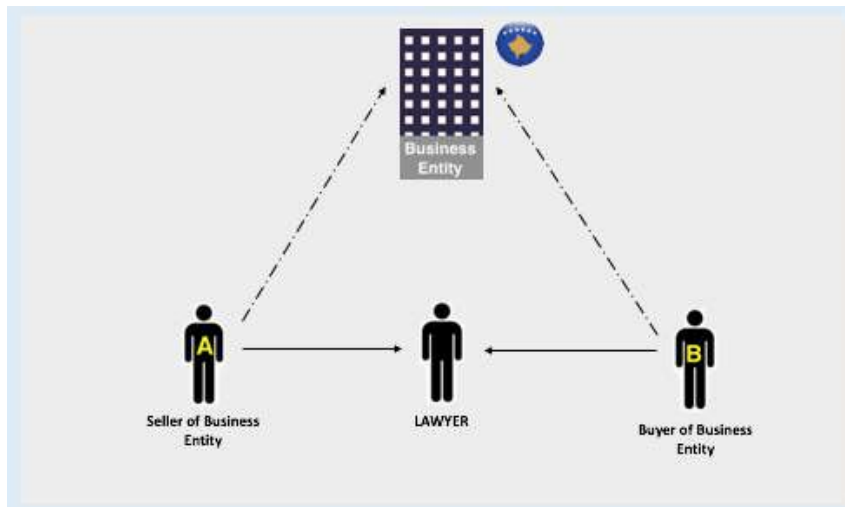 Business
Entity
A
B
Seller of Business
Entity
LAWYER
Buyer of Business
Entity